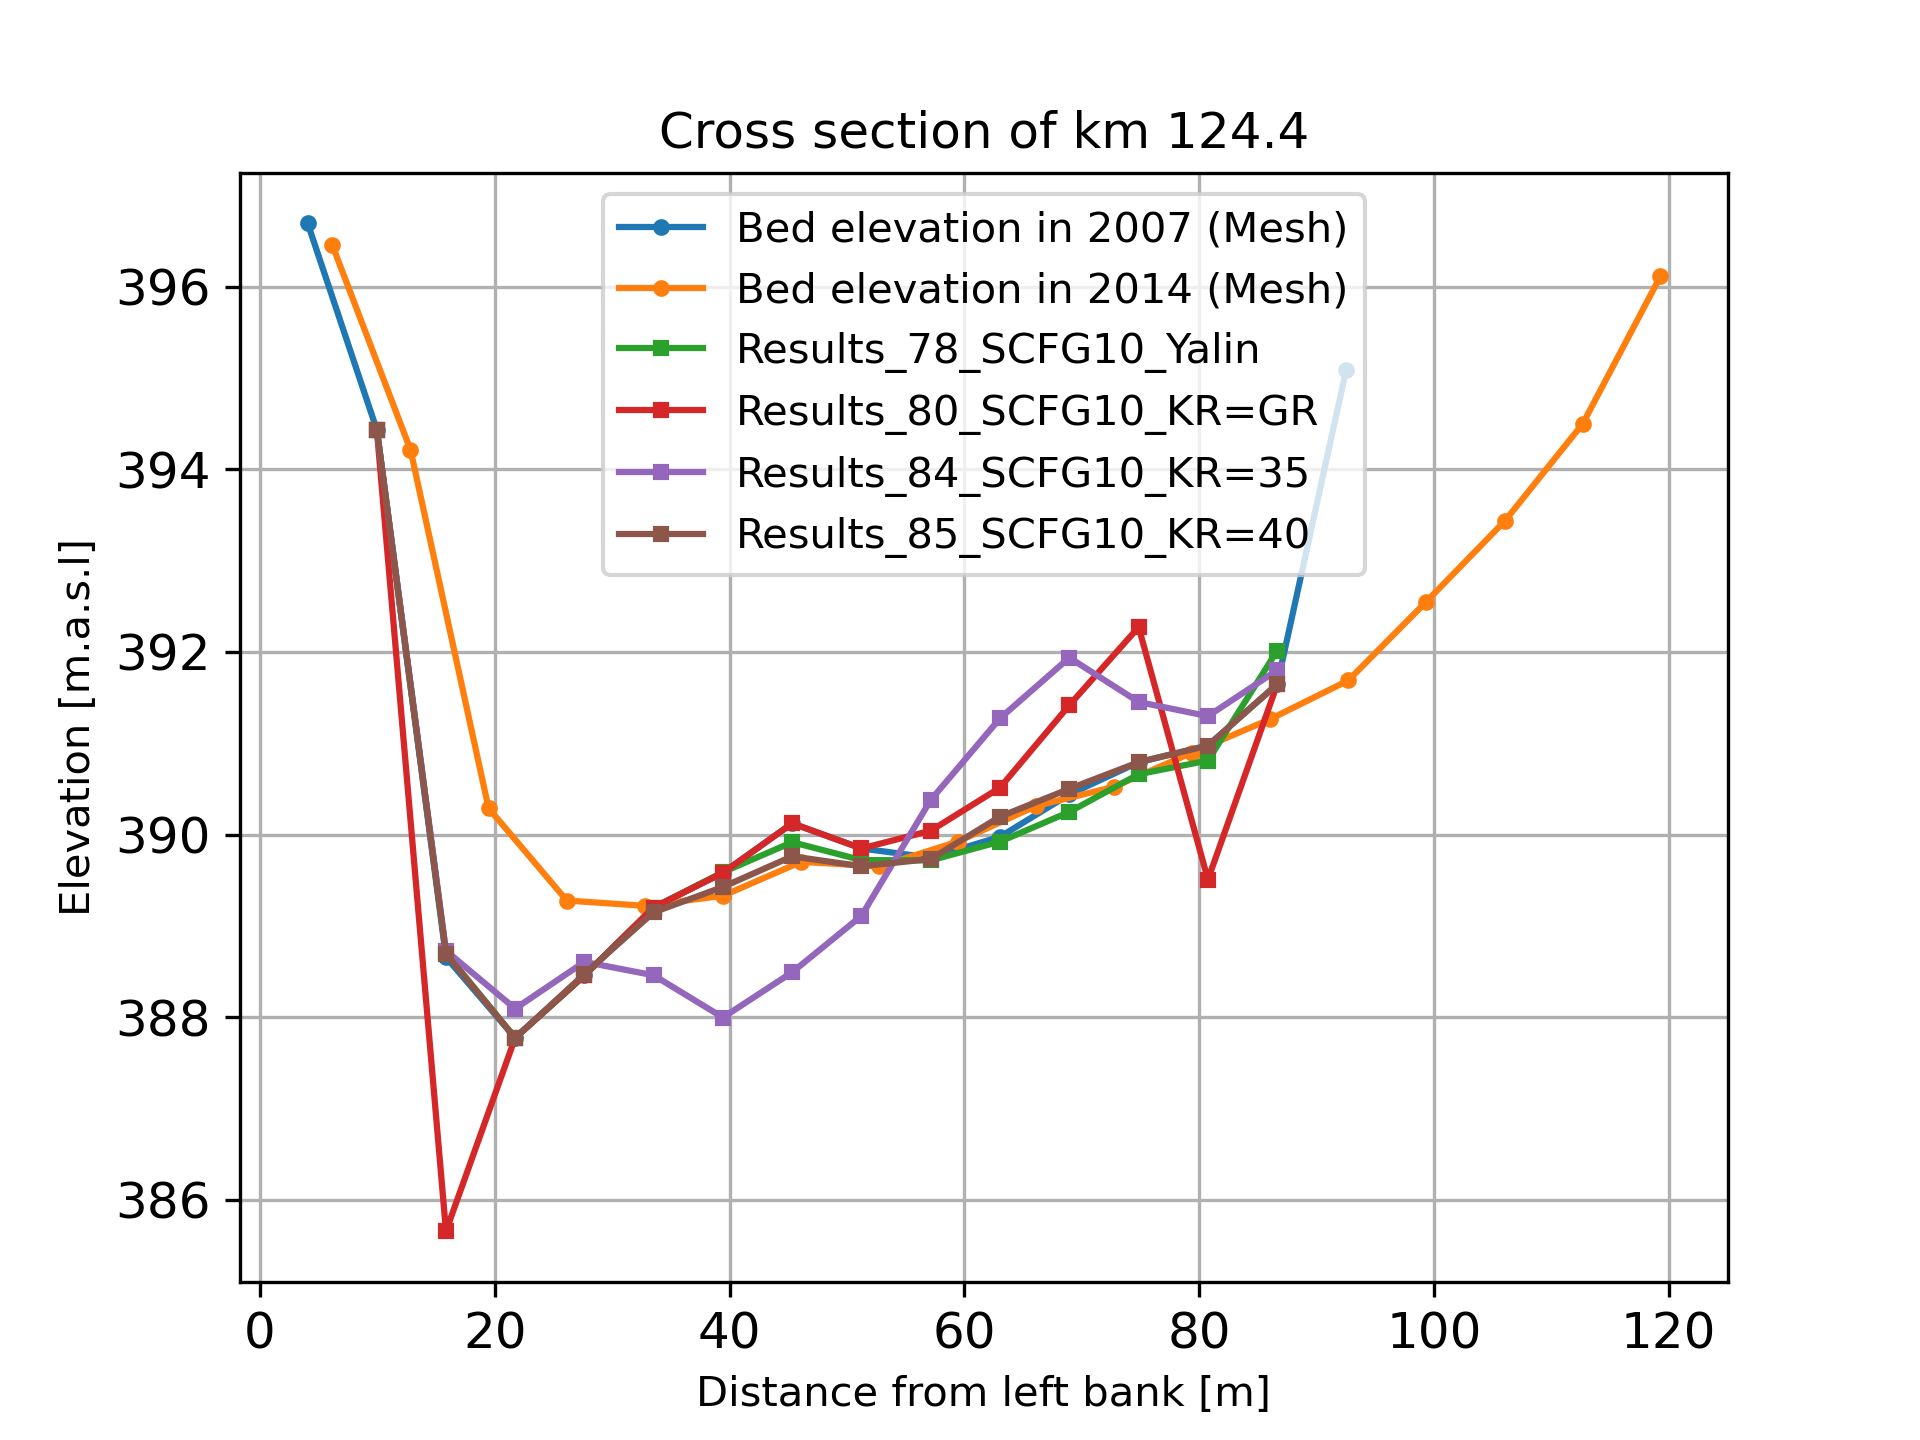 Cross section of km 124.4
Bed elevation in 2007 (Mesh)
Bed elevation in 2014 (Mesh)
Results_78_SCFG10_Yalin
Results_80_SCFG10_KR=GR
Results_84_SCFG10_KR=35
Results_85_SCFG10_KR=40
396
394
392
390
388
386
Elevation [m.a.s.l]
0 20 40 60 80 100 120
Distance from left bank [m]